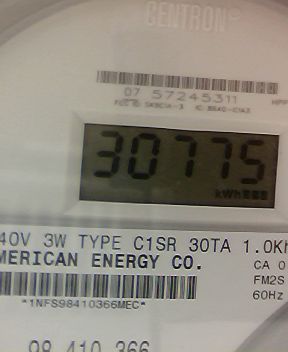 CENTRON®
07 57245311
30775
kWh
40V 3W TYPE C1SR 30TA 1.0Kh
MERICAN ENERGY CO.
CA 0
FM2S
60Hz
*1NFS98410366MEC*
98 410 366